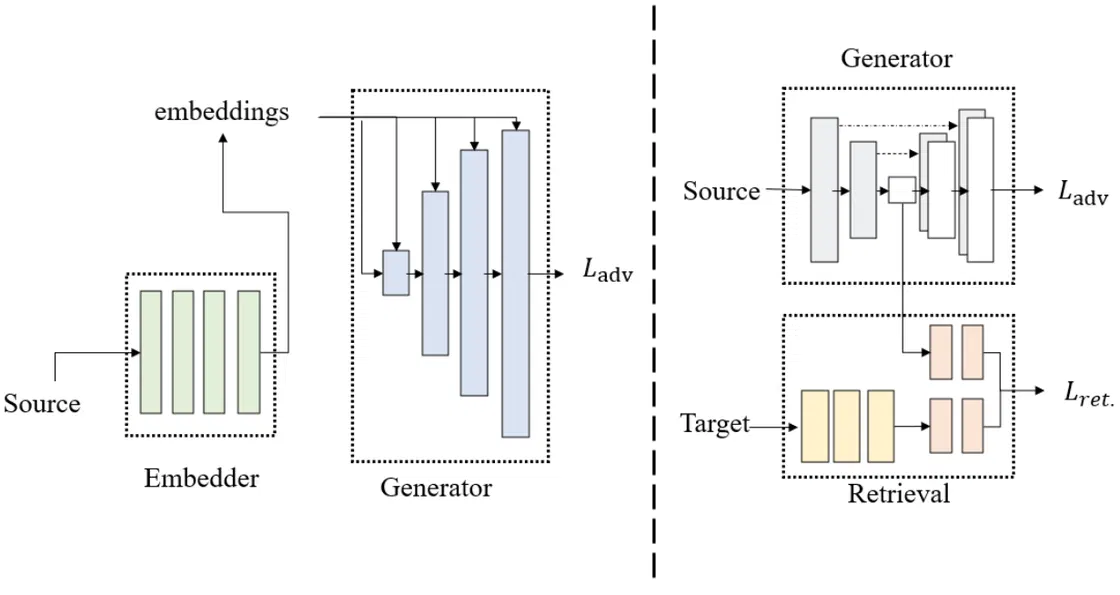 embeddings
Source
Embedder
Generator
L_adv
Generator
Source
L_adv
Target
L_ret.
Retrieval